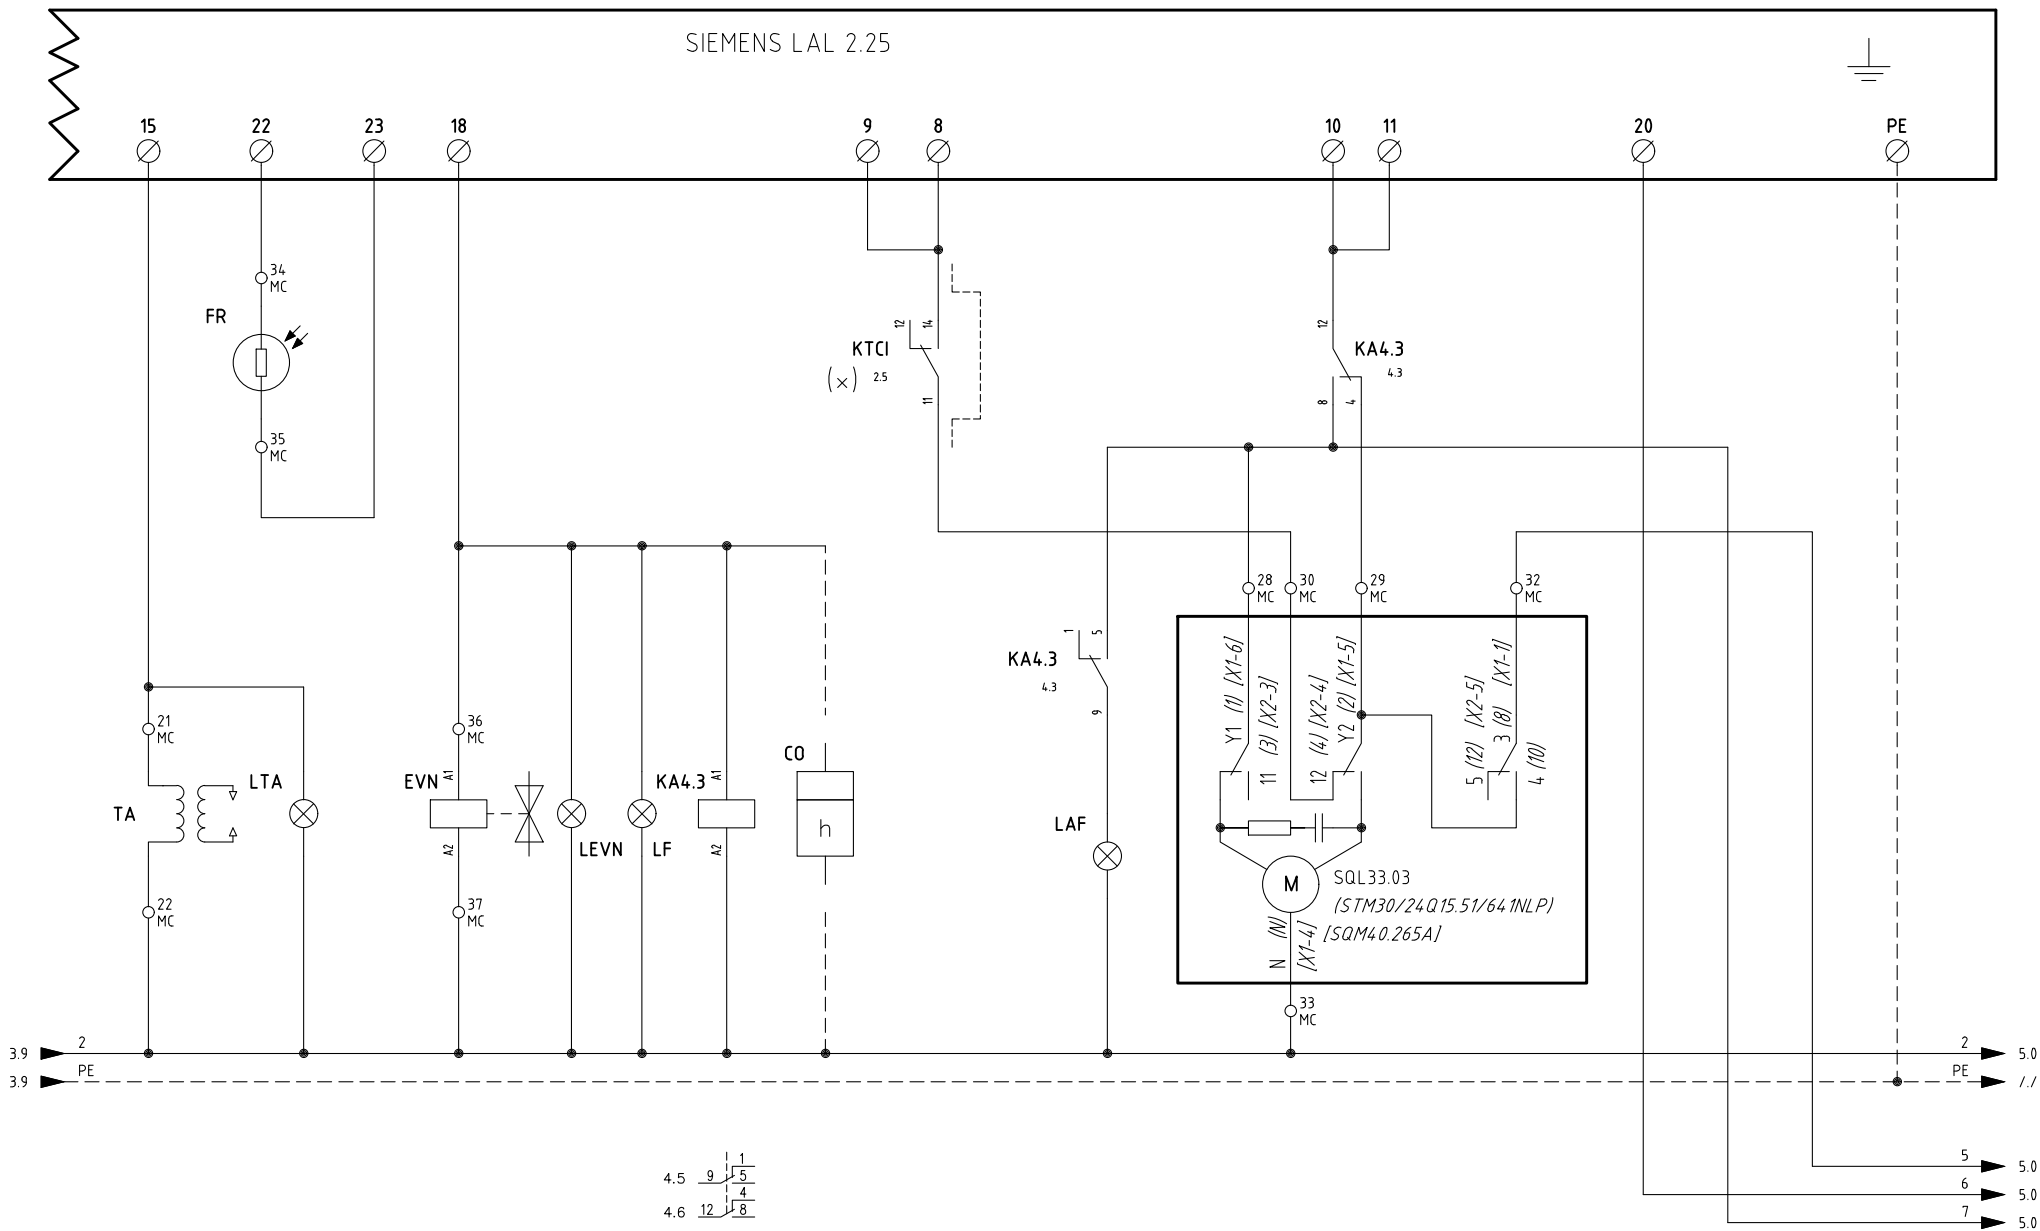 SIEMENS LAL 2.25
15 22 23 18 9 8 10 11 20 PE
34
MC
FR
35
MC
12 14
KTCI
(x) 2.5
11
12
KA4.3
4.3
8 4
28
MC
30
MC
29
MC
32
MC
1 5
KA4.3
4.3
9
Y1 (1) [X1-6]
11 (3) [X2-3]
12 (4) [X2-4]
Y2 (2) [X1-5]
5 (12) [X2-5]
3 (8) [X1-1]
4 (10)
21
MC
36
MC
CO
LTA
EVN
A1
KA4.3
A1
TA
h
LAF
A2
LEVN
LF
A2
M
SQL33.03
(STM30/24Q15.51/641NLP)
[SQM40.265A]
22
MC
37
MC
N (N)
[X1-4]
33
MC
3.9 2 2 5.0
3.9 PE PE /./
1
4.5 9 5
4
4.6 12 8
5 5.0
6 5.0
7 5.0